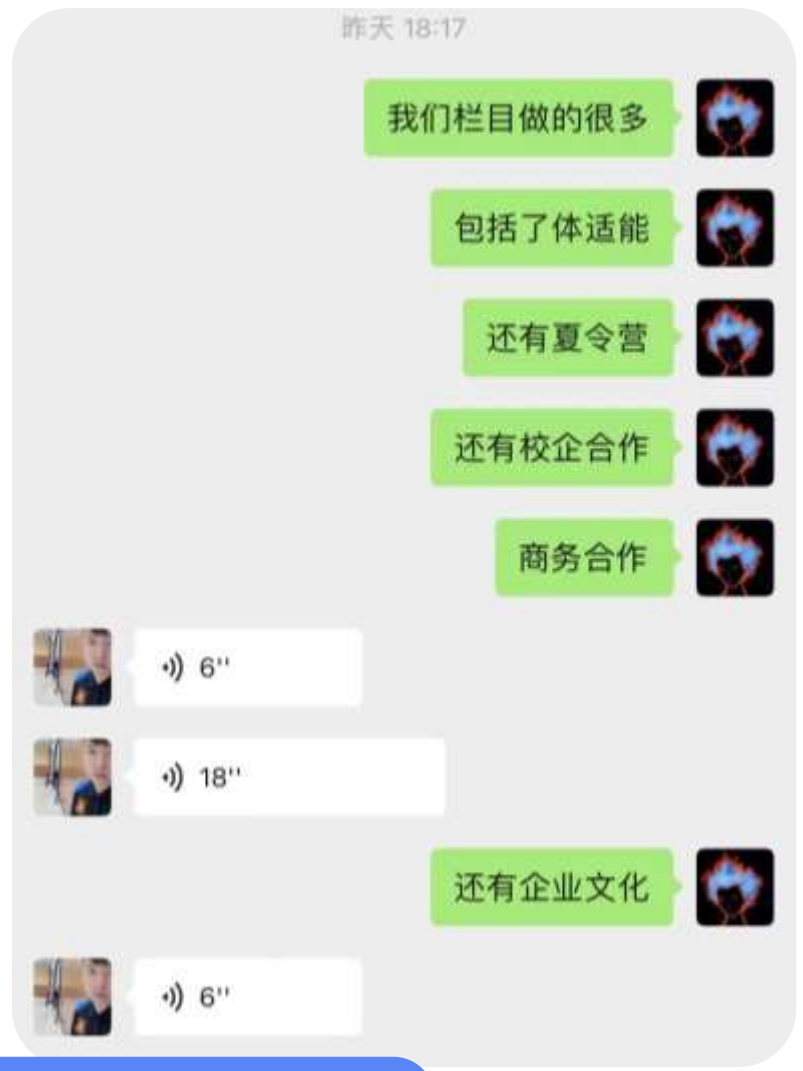 昨天 18:17
我们栏目做的很多
包括了体适能
还有夏令营
还有校企合作
商务合作
6''
18''
还有企业文化
6''